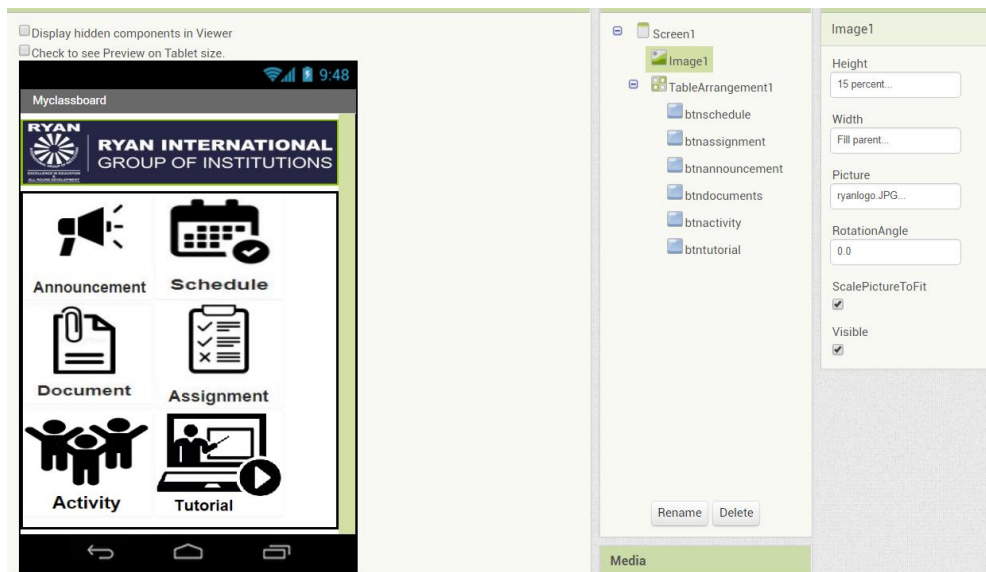 Display hidden components in Viewer
Check to see Preview on Tablet size.
9:48
Myclassboard
RYAN
RYAN INTERNATIONAL
GROUP OF INSTITUTIONS
Announcement
Schedule
Document
Assignment
Activity
Tutorial
Screen1
Image1
TableArrangement1
btnschedule
btnassignment
btnannouncement
btndocuments
btnactivity
btntutorial
Rename
Delete
Media
Image1
Height
15 percent...
Width
Fill parent...
Picture
ryanlogo.JPG...
RotationAngle
0.0
ScalePictureToFit
Visible